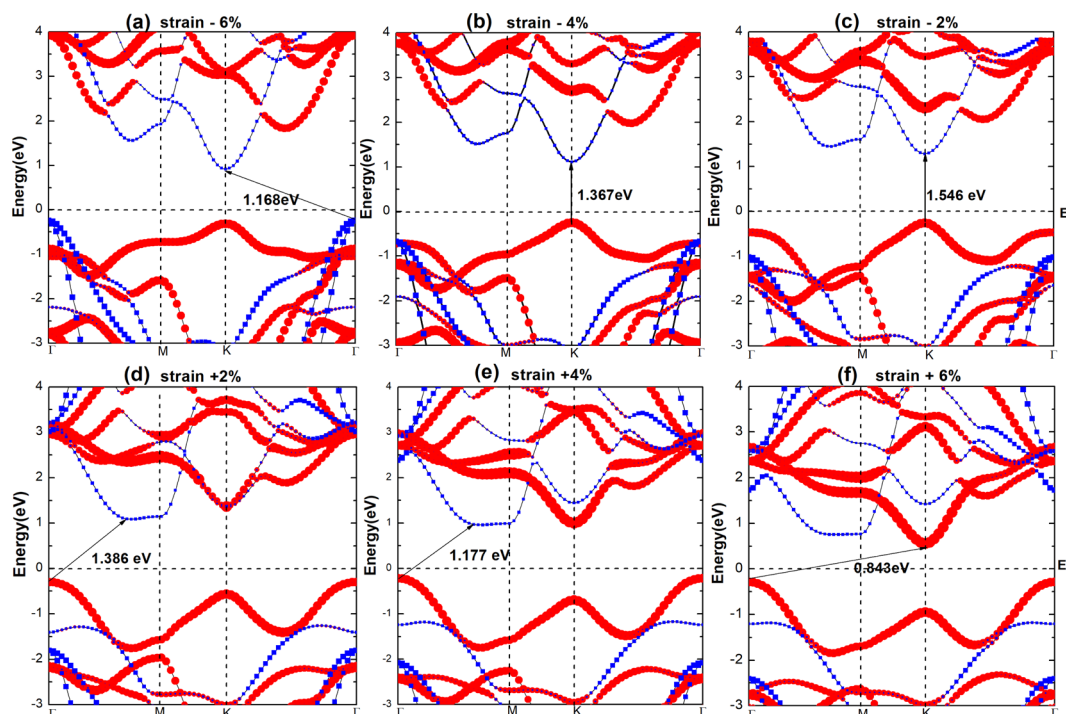 (a) strain - 6%
(b) strain - 4%
(c) strain - 2%
4
3
2
1
0
-1
-2
-3
Energy(eV)
1.168eV
Γ
M
K
Γ
4
3
2
1
0
-1
-2
-3
Energy(eV)
1.367eV
Γ
M
K
Γ
4
3
2
1
0
-1
-2
-3
Energy(eV)
1.546 eV
E
Γ
M
K
Γ
(d) strain +2%
(e) strain +4%
(f) strain + 6%
4
3
2
1
0
-1
-2
-3
Energy(eV)
1.386 eV
Γ
M
K
Γ
4
3
2
1
0
-1
-2
-3
Energy(eV)
1.177 eV
Γ
M
K
Γ
4
3
2
1
0
-1
-2
-3
Energy(eV)
0.843eV
E
Γ
M
K
Γ